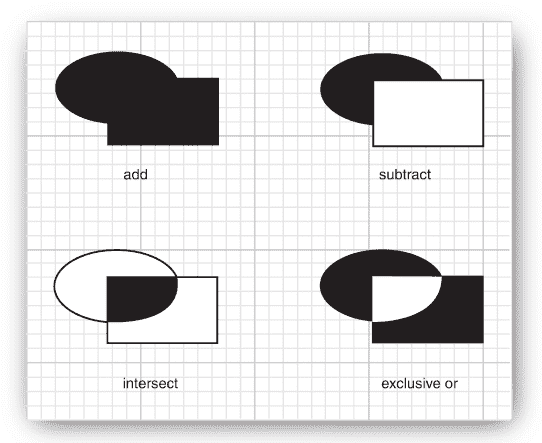 add
subtract
intersect
exclusive or